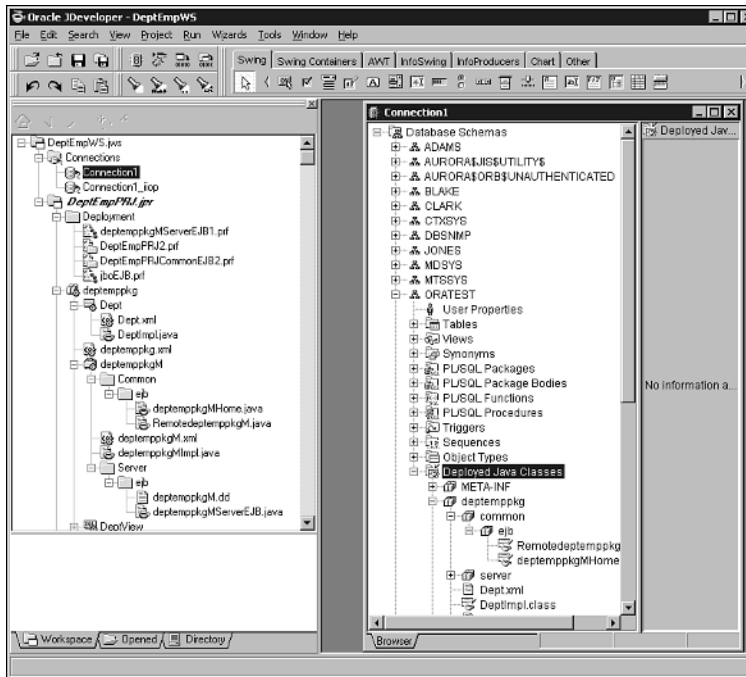 Oracle JDeveloper - DeptEmpWS
File Edit Search View Project Run Wizards Tools Window Help
Swing Swing Containers AWT InfoSwing InfoProducers Chart Other
DeptEmpWS.jws
Connections
Connection1
Connection1_iiop
DeptEmpPRJ.jpr
Deployment
deptemppkgMServerEJB1.prf
DeptEmpPRJ2.prf
DeptEmpPRJCommonEJB2.prf
jboEJB.prf
deptemppkg
Dept
Dept.xml
DeptImpl.java
deptemppkg.xml
deptemppkgM
Common
ejb
deptemppkgMHome.java
RemotedeptemppkgM.java
deptemppkgM.xml
deptemppkgMImpl.java
Server
ejb
deptemppkgM.dd
deptemppkgMServerEJB.java
DeptView
Workspace Opened Directory
Connection1
Database Schemas
ADAMS
AURORA$JIS$UTILITY$
AURORA$ORB$UNAUTHENTICATED
BLAKE
CLARK
CTXSYS
DBSNMP
JONES
MDSYS
MTSSYS
ORATEST
User Properties
Tables
Views
Synonyms
PL/SQL Packages
PL/SQL Package Bodies
PL/SQL Functions
PL/SQL Procedures
Triggers
Sequences
Object Types
Deployed Java Classes
META-INF
deptemppkg
common
ejb
Remotedeptemppkg
deptemppkgMHome
server
Dept.xml
DeptImpl.class
Browser
Deployed Jav...
No information a...